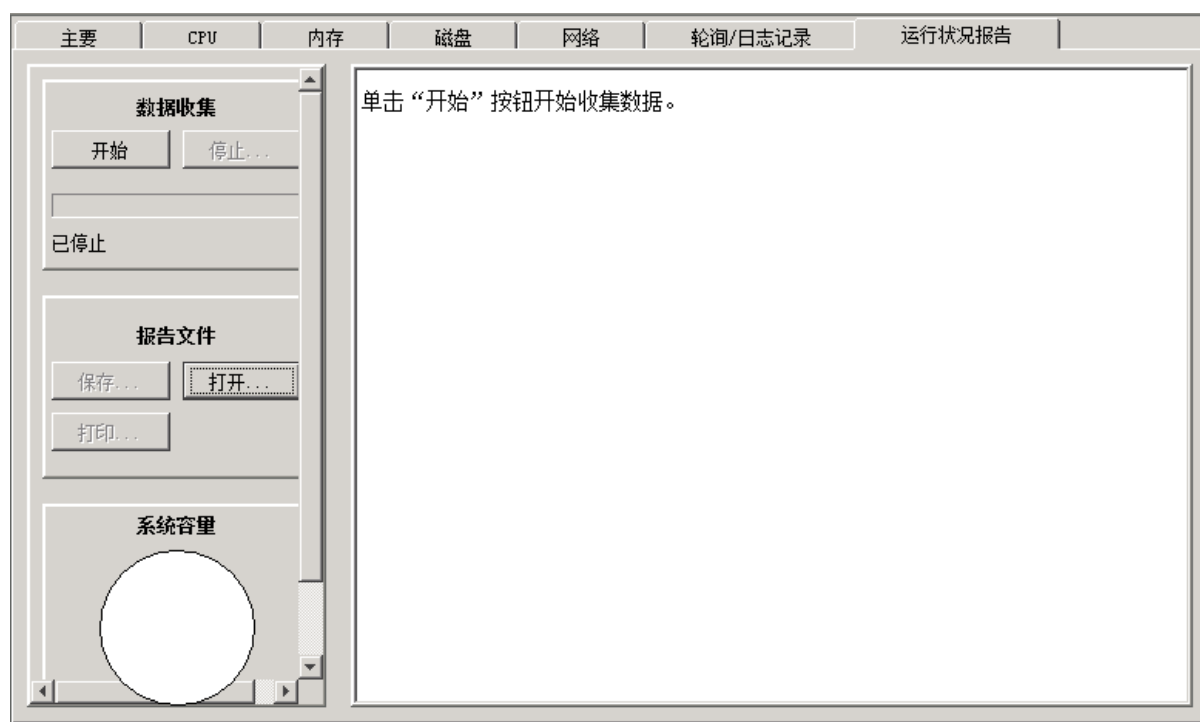 主要 CPU 内存 磁盘 网络 轮询/日志记录 运行状况报告
数据收集
开始 停止...
已停止
报告文件
保存... 打开...
打印...
系统容量
单击“开始”按钮开始收集数据。